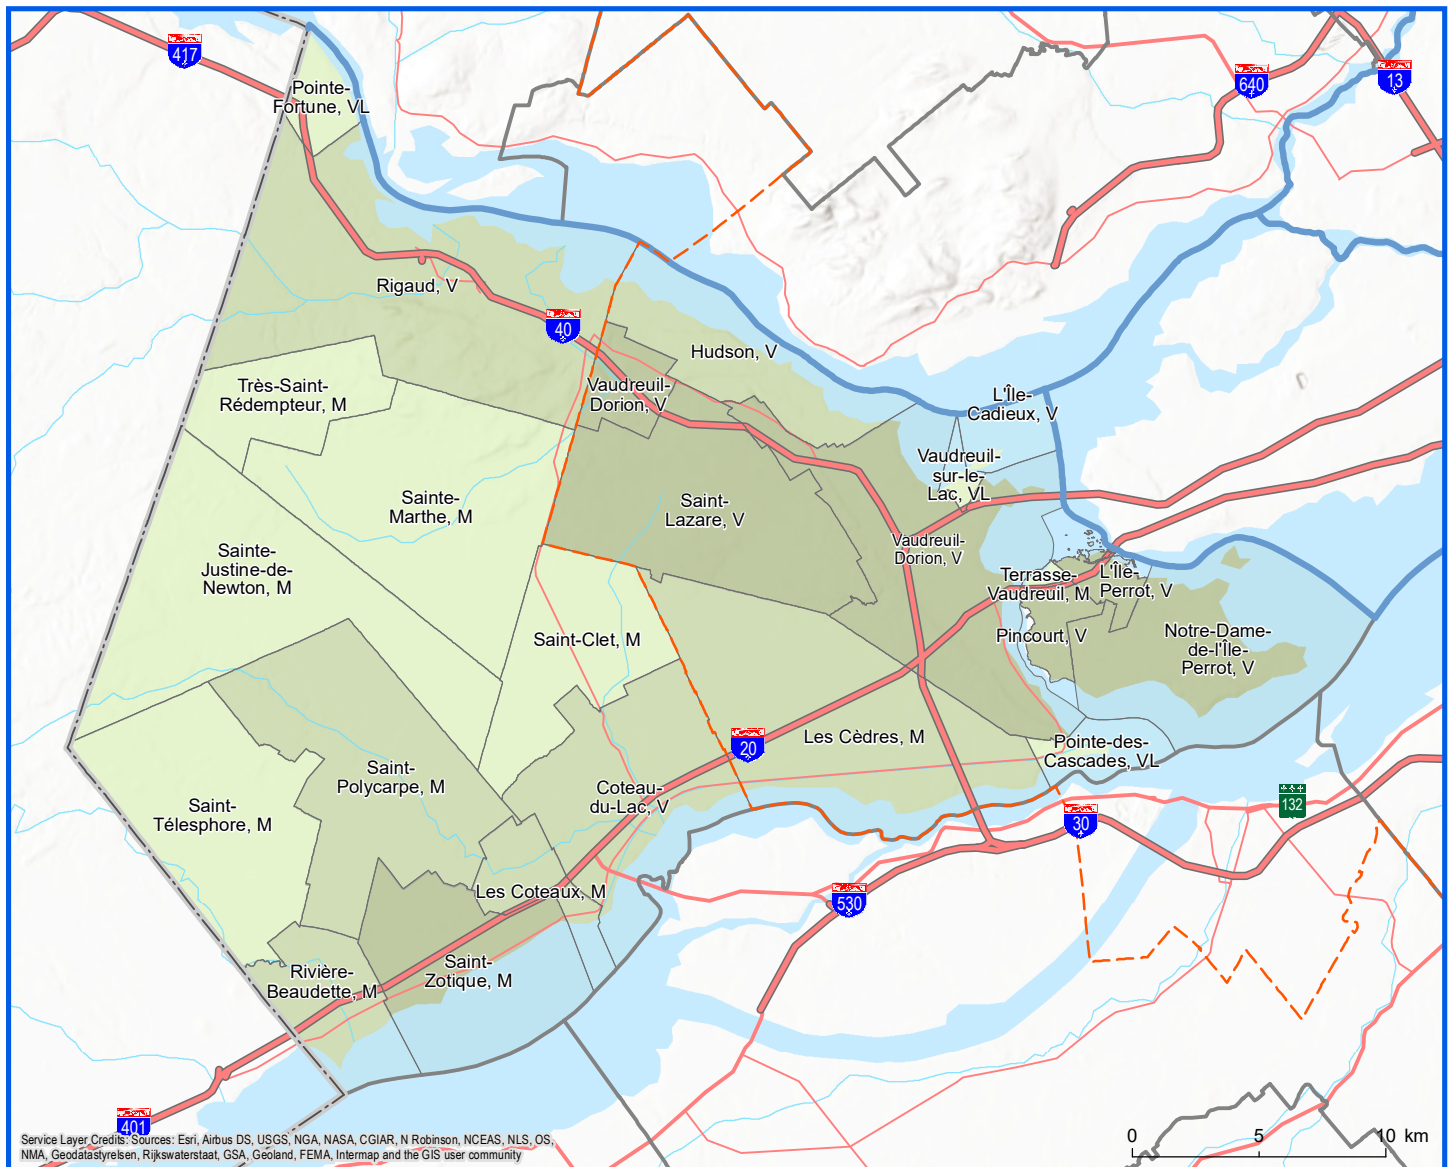 417
640
13
Pointe-
Fortune, VL
Rigaud, V
40
Hudson, V
Très-Saint-
Rédempteur, M
Vaudreuil-
Dorion, V
L'Île-
Cadieux, V
Vaudreuil-
sur-le-
Lac, VL
Sainte-
Marthe, M
Saint-
Lazare, V
Vaudreuil-
Dorion, V
Sainte-
Justine-de-
Newton, M
Terrasse-
Vaudreuil, M
L'Île-
Perrot, V
Saint-Clet, M
Pincourt, V
Notre-Dame-
de-l'Île-
Perrot, V
20
Les Cèdres, M
Pointe-des-
Cascades, VL
Saint-
Polycarpe, M
Coteau-
du-Lac, V
Saint-
Télesphore, M
132
30
Les Coteaux, M
530
Rivière-
Beaudette, M
Saint-
Zotique, M
401
Service Layer Credits: Sources: Esri, Airbus DS, USGS, NGA, NASA, CGIAR, N Robinson, NCEAS, NLS, OS,
NMA, Geodatastyrelsen, Rijkswaterstaat, GSA, Geoland, FEMA, Intermap and the GIS user community
0 5 10 km